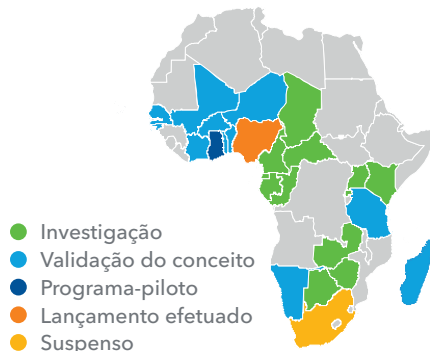 Investigação
Validação do conceito
Programa-piloto
Lançamento efetuado
Suspenso